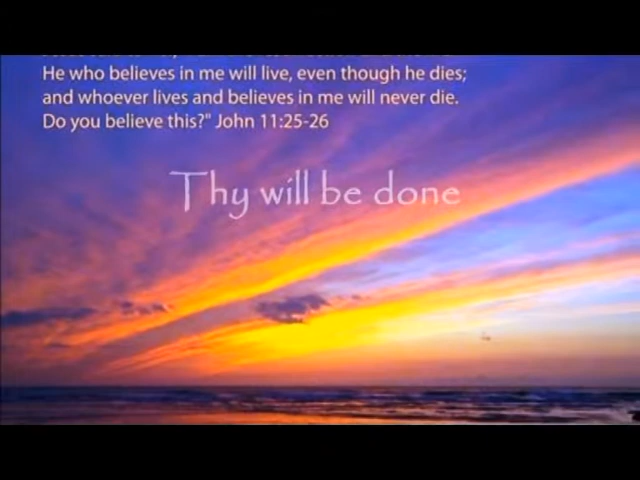 He who believes in me will live, even though he dies;
and whoever lives and believes in me will never die.
Do you believe this?" John 11:25-26
Thy will be done